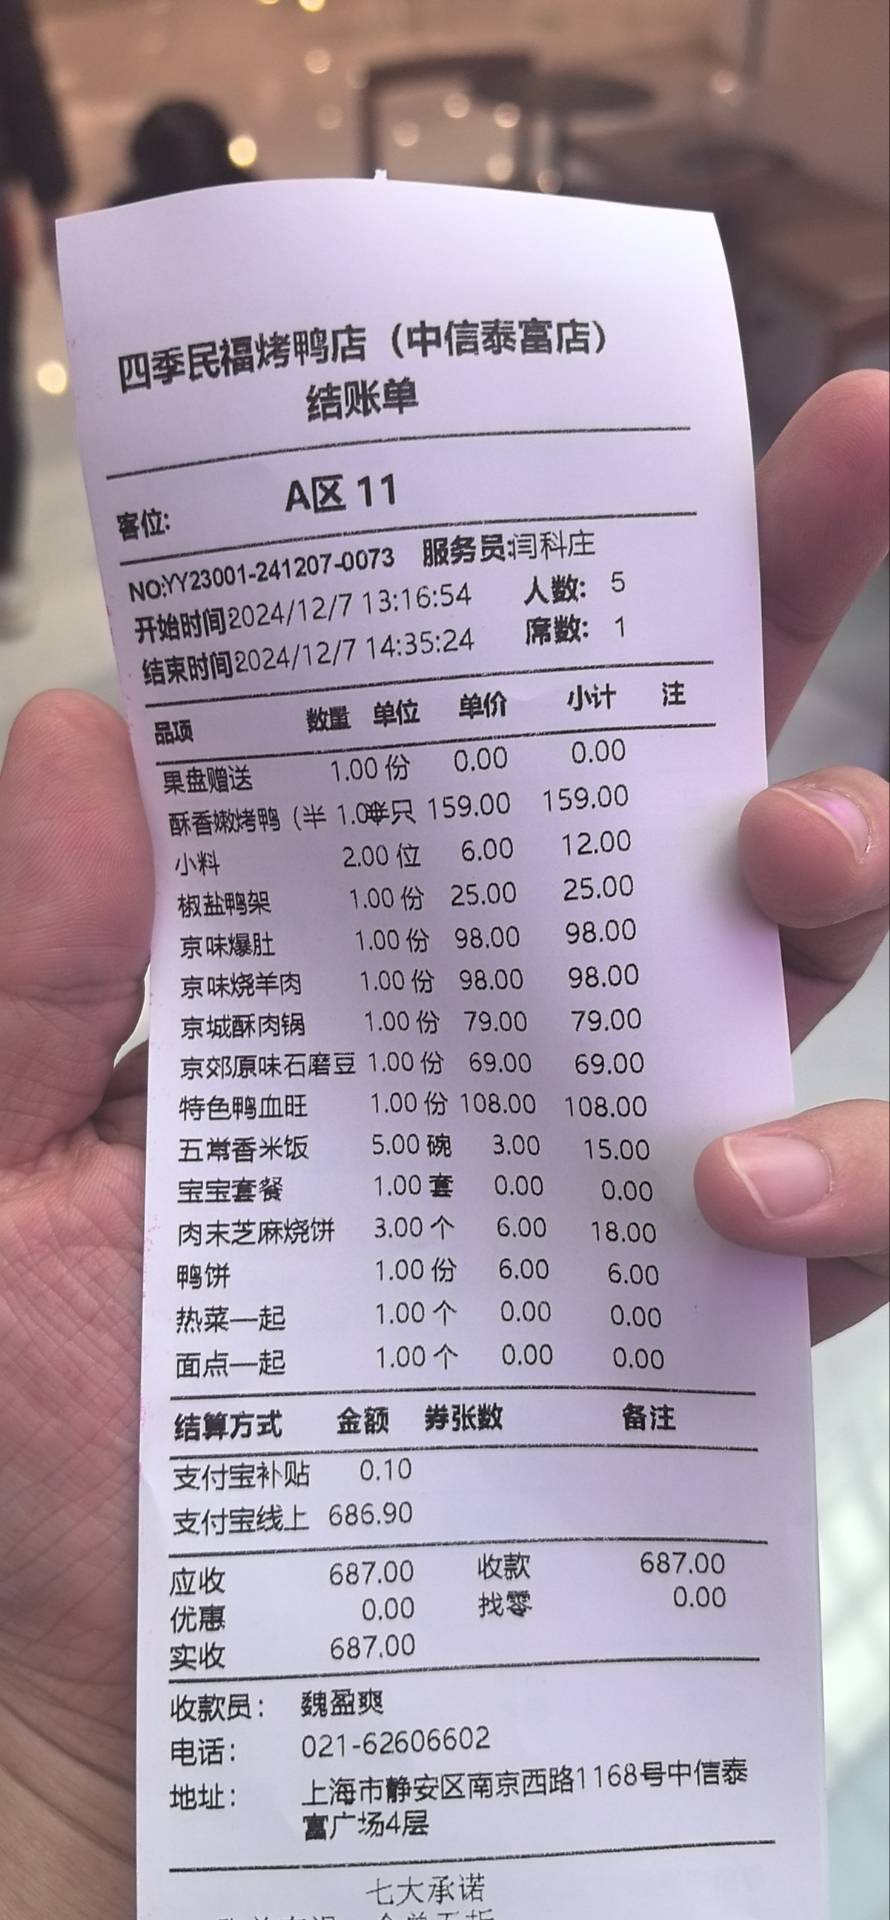 四季民福烤鸭店（中信泰富店）
结账单
客位: A区 11
NO:YY23001-241207-0073 服务员:闫科庄
开始时间:2024/12/7 13:16:54 人数: 5
结束时间:2024/12/7 14:35:24 席数: 1
品项 数量 单位 单价 小计 注
果盘赠送 1.00 份 0.00 0.00
酥香嫩烤鸭（半 1.00半只 159.00 159.00
小料 2.00 位 6.00 12.00
椒盐鸭架 1.00 份 25.00 25.00
京味爆肚 1.00 份 98.00 98.00
京味烧羊肉 1.00 份 98.00 98.00
京城酥肉锅 1.00 份 79.00 79.00
京郊原味石磨豆 1.00 份 69.00 69.00
特色鸭血旺 1.00 份 108.00 108.00
五常香米饭 5.00 碗 3.00 15.00
宝宝套餐 1.00 套 0.00 0.00
肉末芝麻烧饼 3.00 个 6.00 18.00
鸭饼 1.00 份 6.00 6.00
热菜一起 1.00 个 0.00 0.00
面点一起 1.00 个 0.00 0.00
结算方式 金额 券张数 备注
支付宝补贴 0.10
支付宝线上 686.90
应收 687.00 收款 687.00
优惠 0.00 找零 0.00
实收 687.00
收款员: 魏盈爽
电话: 021-62606602
地址: 上海市静安区南京西路1168号中信泰
富广场4层
七大承诺